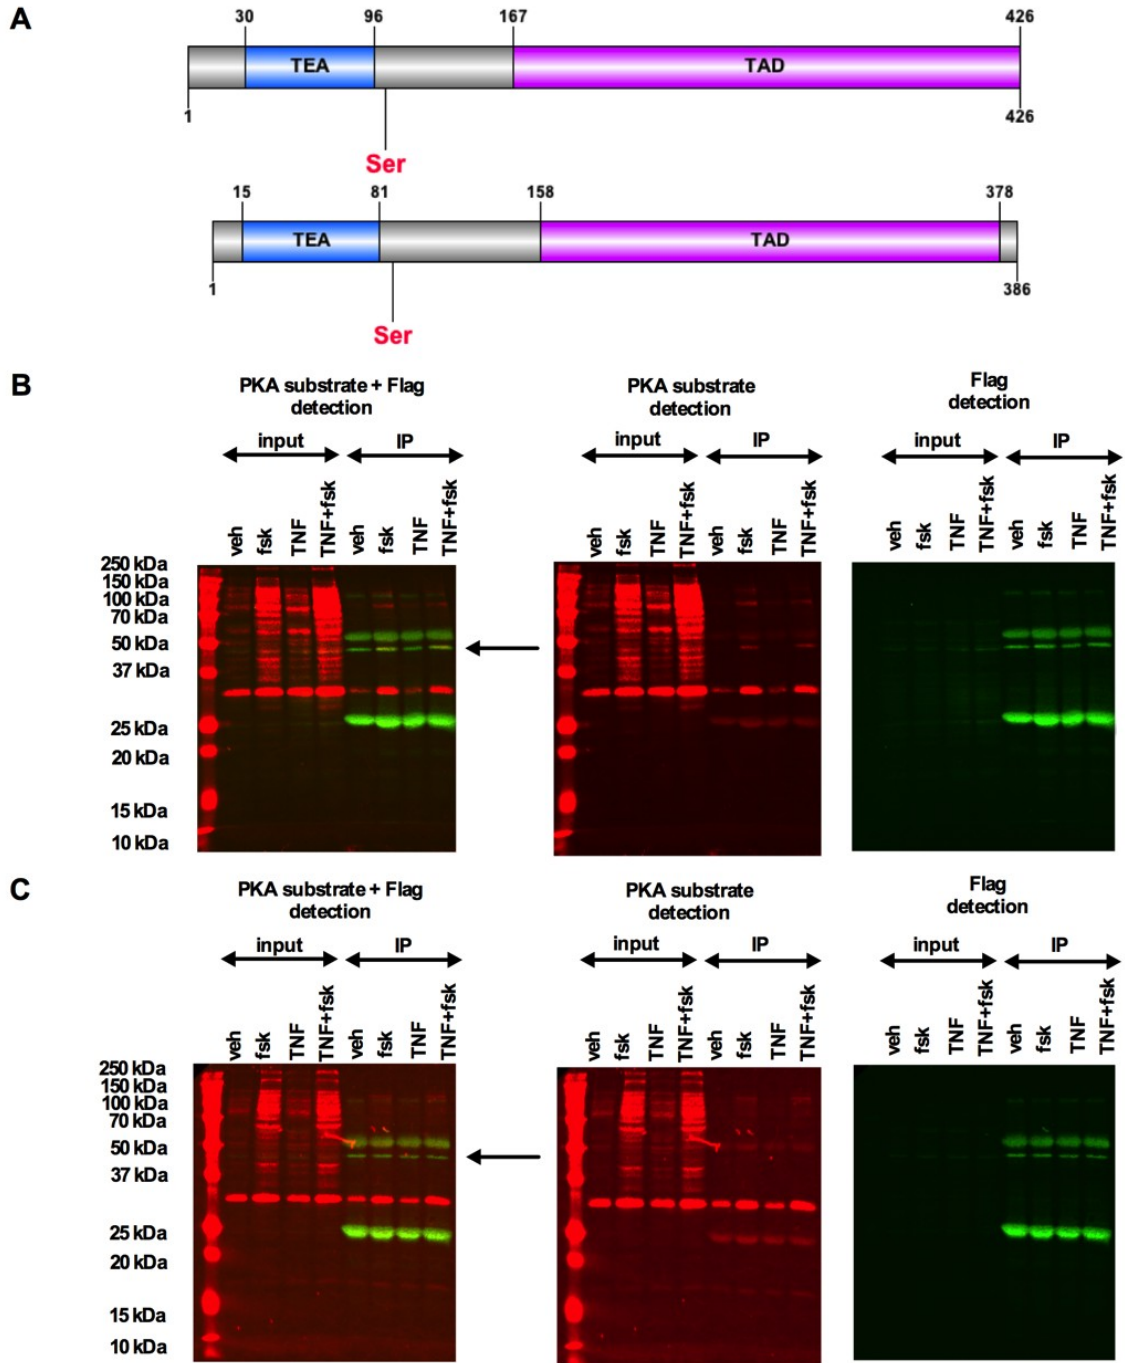 A
30 96 167 426
TEA TAD
1 426
Ser
15 81 158 378
TEA TAD
1 386
Ser
B
PKA substrate + Flag
detection
PKA substrate
detection
Flag
detection
input IP input IP input IP
veh fsk TNF TNF+fsk veh fsk TNF TNF+fsk veh fsk TNF TNF+fsk veh fsk TNF TNF+fsk veh fsk TNF TNF+fsk veh fsk TNF TNF+fsk
250 kDa
150 kDa
100 kDa
70 kDa
50 kDa
37 kDa
25 kDa
20 kDa
15 kDa
10 kDa
C
PKA substrate + Flag
detection
PKA substrate
detection
Flag
detection
input IP input IP input IP
veh fsk TNF TNF+fsk veh fsk TNF TNF+fsk veh fsk TNF TNF+fsk veh fsk TNF TNF+fsk veh fsk TNF TNF+fsk veh fsk TNF TNF+fsk
250 kDa
150 kDa
100 kDa
70 kDa
50 kDa
37 kDa
25 kDa
20 kDa
15 kDa
10 kDa